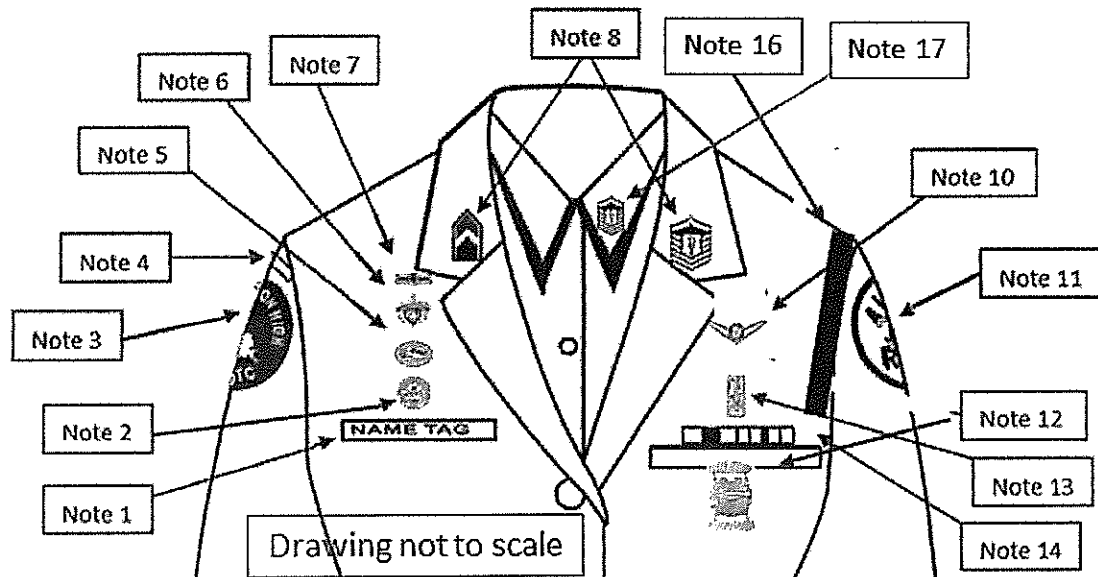 Note 8
Note 16
Note 17
Note 7
Note 6
Note 5
Note 10
Note 4
Note 11
Note 3
Note 12
Note 2
NAME TAG
Note 13
Note 1
Drawing not to scale
Note 14